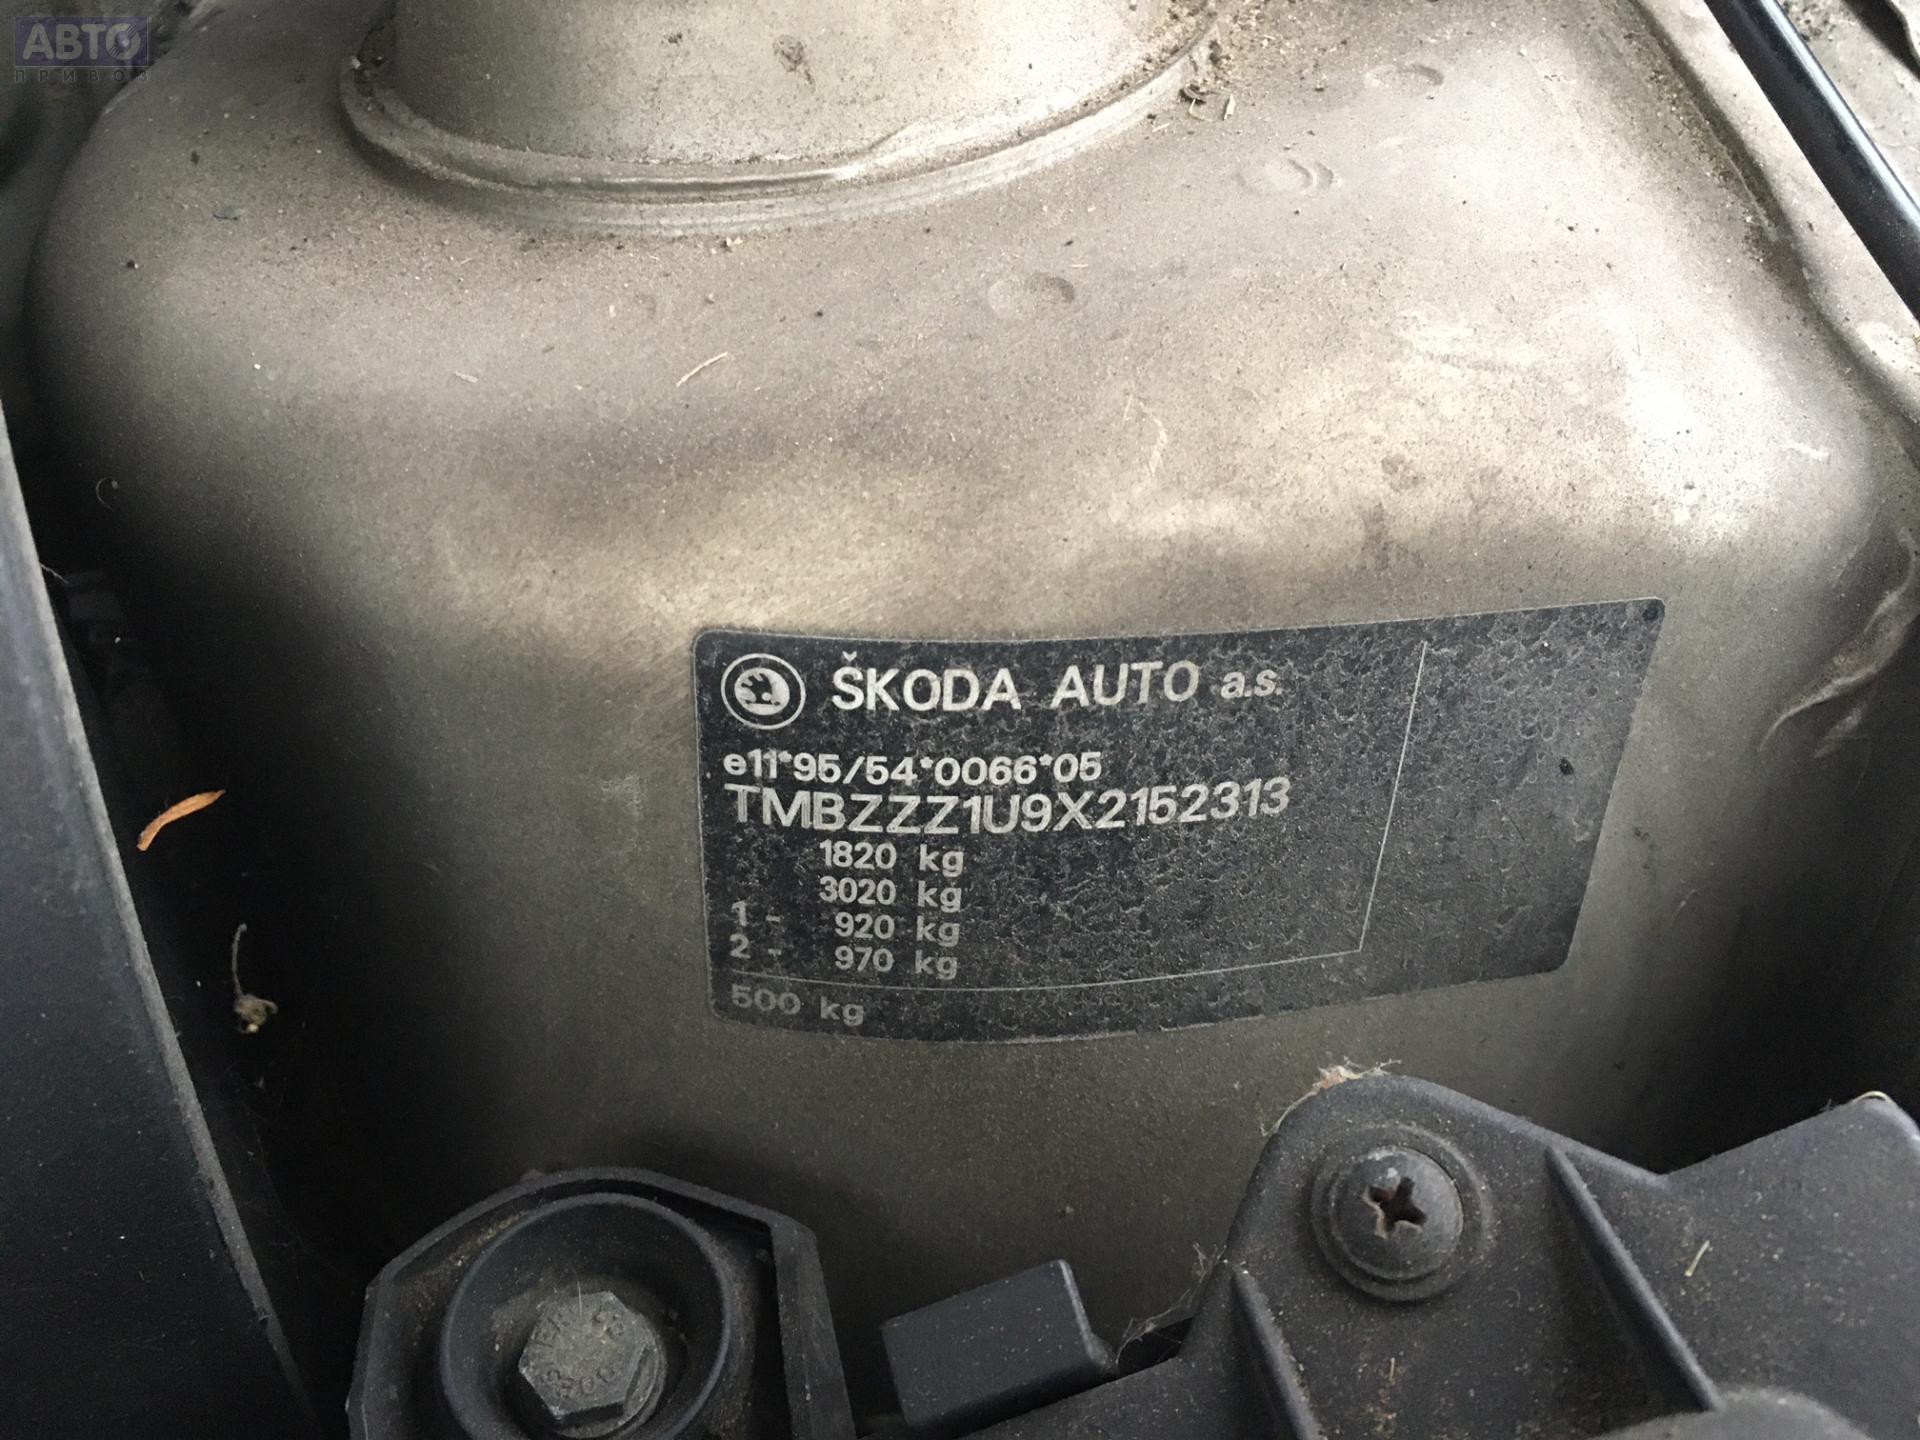 АВТО
ПРИВОЗ
ŠKODA AUTO a.s.
e11*95/54*0066*05
TMBZZZ1U9X2152313
1820 kg
3020 kg
1 - 920 kg
2 - 970 kg
500 kg